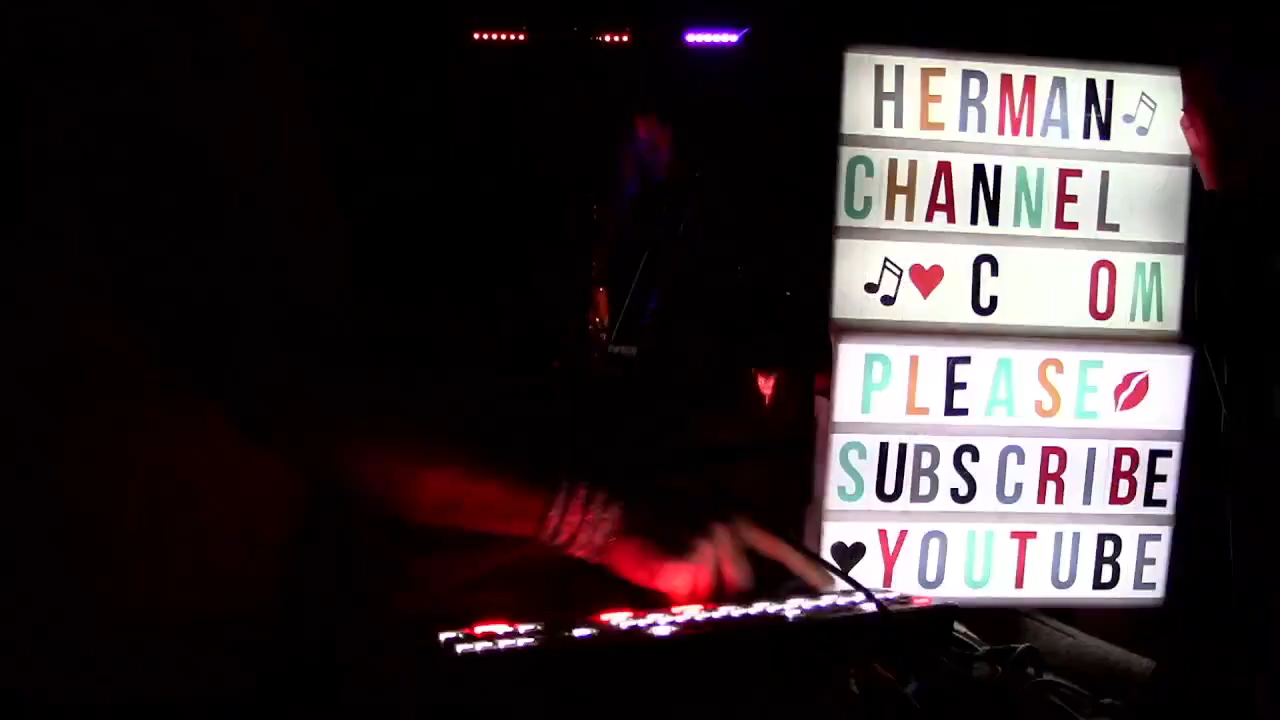 HERMAN♫
CHANNEL
♫♥ C OM
PLEASE💋
SUBSCRIBE
♥YOUTUBE